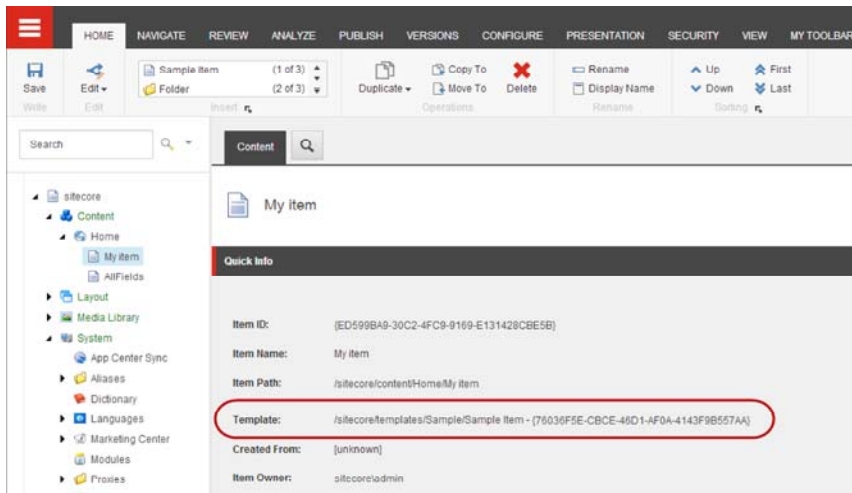 HOME NAVIGATE REVIEW ANALYZE PUBLISH VERSIONS CONFIGURE PRESENTATION SECURITY VIEW MY TOOLBAR
Sample Item (1 of 3) Copy To Rename Up First
Save Edit Folder (2 of 3) Duplicate Move To Delete Display Name Down Last
Write Edit Insert Operations Rename Sorting
Search Content
My item
sitecore
Content
Home
My item
AllFields
Layout
Media Library
System
App Center Sync
Aliases
Dictionary
Languages
Marketing Center
Modules
Proxies
Quick Info
Item ID: {ED599BA9-30C2-4FC9-9169-E131428CBE5B}
Item Name: My item
Item Path: /sitecore/content/Home/My item
Template: /sitecore/templates/Sample/Sample Item - {76036F5E-CBCE-46D1-AF0A-4143F9B557AA}
Created From: [unknown]
Item Owner: sitecore\admin